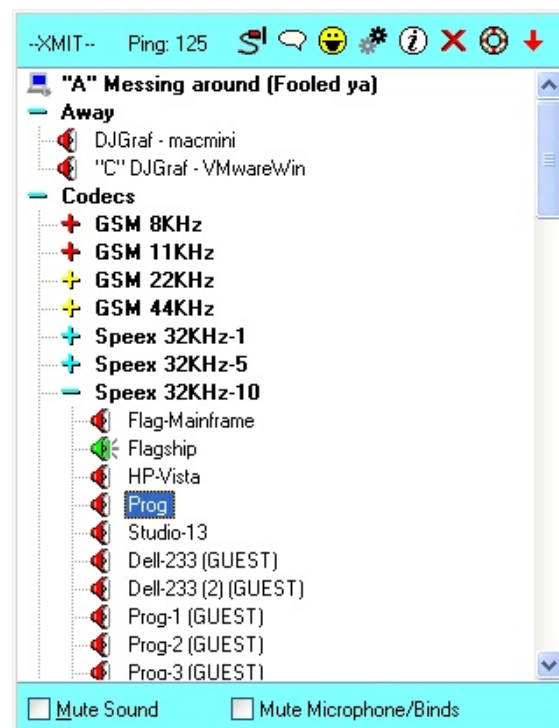 --XMIT-- Ping: 125
"A" Messing around (Fooled ya)
Away
DJGraf - macmini
"C" DJGraf - VMwareWin
Codecs
GSM 8KHz
GSM 11KHz
GSM 22KHz
GSM 44KHz
Speex 32KHz-1
Speex 32KHz-5
Speex 32KHz-10
Flag-Mainframe
Flagship
HP-Vista
Prog
Studio-13
Dell-233 (GUEST)
Dell-233 (2) (GUEST)
Prog-1 (GUEST)
Prog-2 (GUEST)
Prog-3 (GUEST)
Mute Sound Mute Microphone/Binds